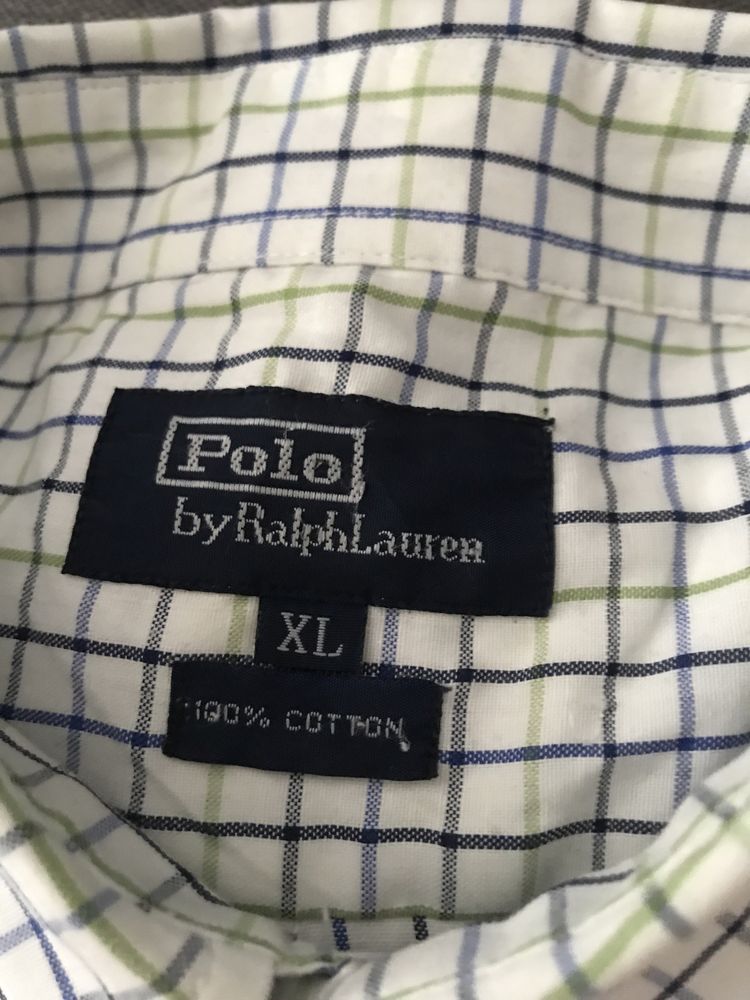 Polo
by Ralph Lauren
XL
100% COTTON